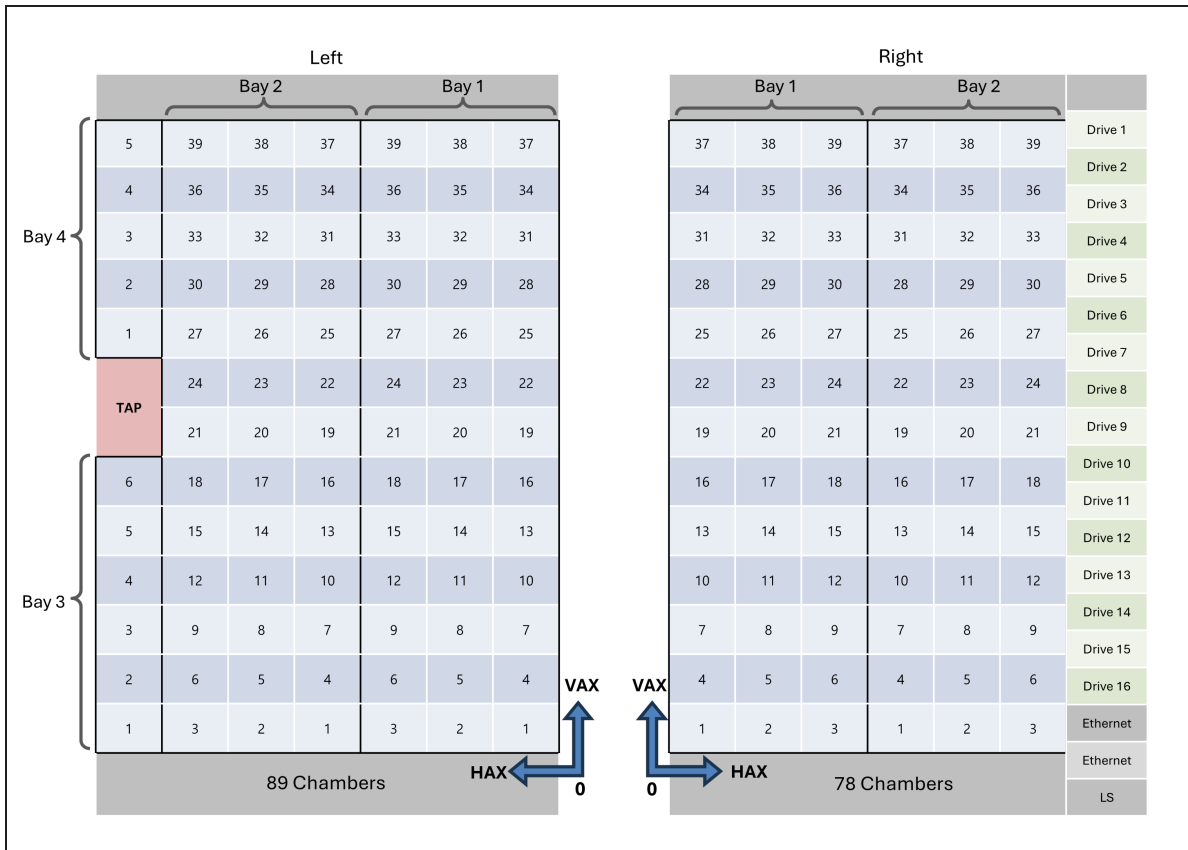 Left Right
Bay 2 Bay 1 Bay 1 Bay 2
5 39 38 37 39 38 37 37 38 39 37 38 39 Drive 1
Drive 2
4 36 35 34 36 35 34 34 35 36 34 35 36 Drive 3
Bay 4 3 33 32 31 33 32 31 31 32 33 31 32 33 Drive 4
2 30 29 28 30 29 28 28 29 30 28 29 30 Drive 5
Drive 6
1 27 26 25 27 26 25 25 26 27 25 26 27 Drive 7
24 23 22 24 23 22 22 23 24 22 23 24 Drive 8
TAP
21 20 19 21 20 19 19 20 21 19 20 21 Drive 9
Drive 10
6 18 17 16 18 17 16 16 17 18 16 17 18 Drive 11
5 15 14 13 15 14 13 13 14 15 13 14 15 Drive 12
4 12 11 10 12 11 10 10 11 12 10 11 12 Drive 13
Bay 3 Drive 14
3 9 8 7 9 8 7 7 8 9 7 8 9 Drive 15
2 6 5 4 6 5 4 VAX VAX 4 5 6 4 5 6 Drive 16
1 3 2 1 3 2 1 1 2 3 1 2 3 Ethernet
HAX HAX Ethernet
89 Chambers 0 0 78 Chambers
LS